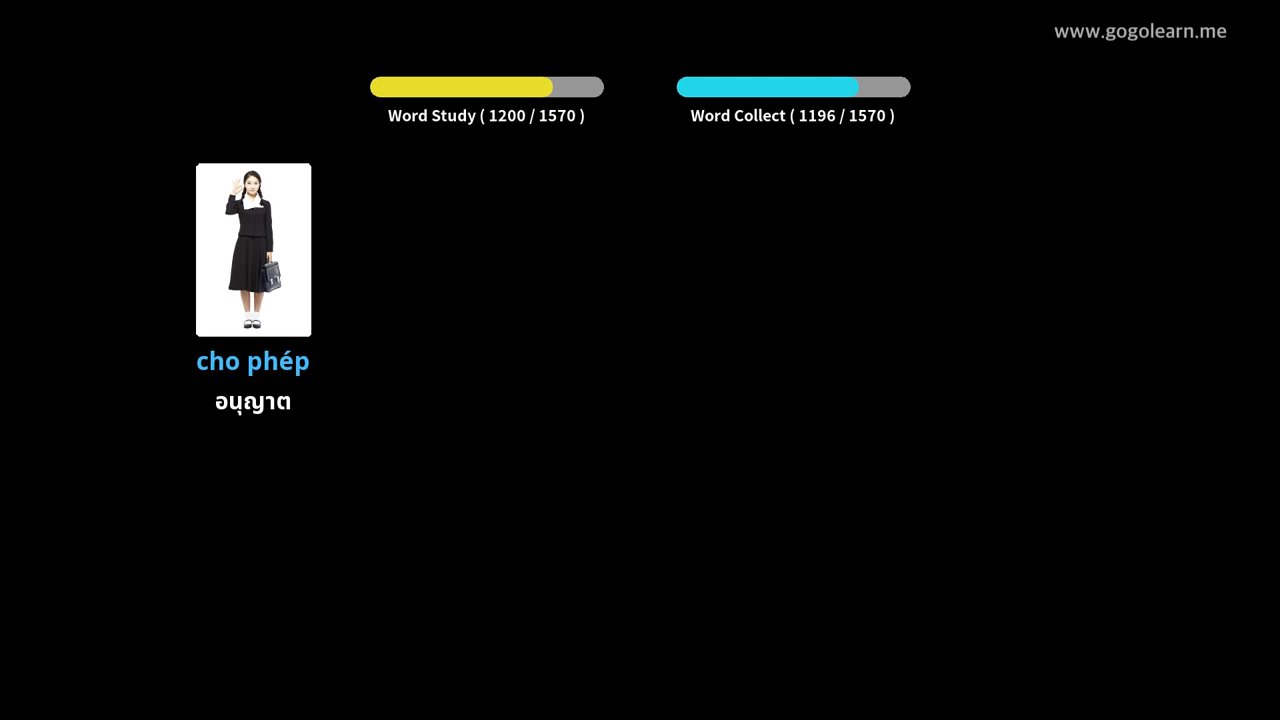 www.gogolearn.me
Word Study ( 1200 / 1570 )
Word Collect ( 1196 / 1570 )
cho phép
อนุญาต